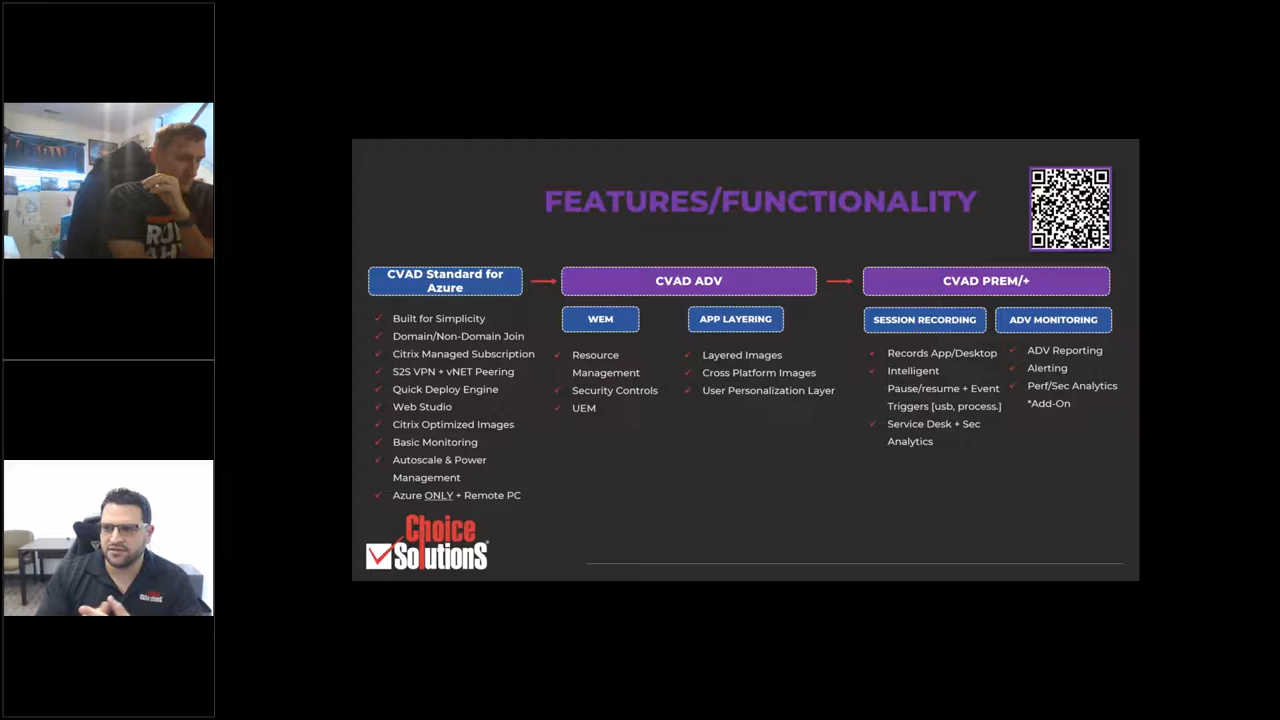 FEATURES/FUNCTIONALITY
CVAD Standard for
Azure
Built for Simplicity
Domain/Non-Domain Join
Citrix Managed Subscription
S2S VPN + vNET Peering
Quick Deploy Engine
Web Studio
Citrix Optimized Images
Basic Monitoring
Autoscale & Power
Management
Azure ONLY + Remote PC
CVAD ADV
WEM
Resource
Management
Security Controls
UEM
APP LAYERING
Layered Images
Cross Platform Images
User Personalization Layer
CVAD PREM/+
SESSION RECORDING
Records App/Desktop
Intelligent
Pause/resume + Event
Triggers [usb, process.]
Service Desk + Sec
Analytics
ADV MONITORING
ADV Reporting
Alerting
Perf/Sec Analytics
*Add-On
Choice
SolutionS